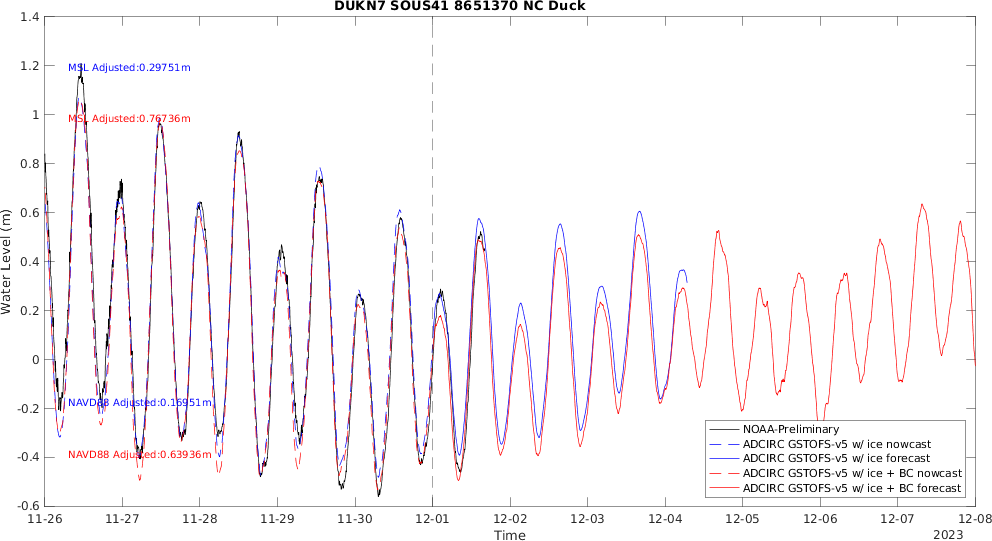 DUKN7 SOUS41 8651370 NC Duck
1.4
1.2
1
0.8
0.6
0.4
0.2
0
-0.2
-0.4
-0.6
Water Level (m)
MSL Adjusted:0.29751m
MSL Adjusted:0.76736m
NAVD88 Adjusted:0.16951m
NAVD88 Adjusted:0.63936m
NOAA-Preliminary
ADCIRC GSTOFS-v5 w/ ice nowcast
ADCIRC GSTOFS-v5 w/ ice forecast
ADCIRC GSTOFS-v5 w/ ice + BC nowcast
ADCIRC GSTOFS-v5 w/ ice + BC forecast
11-26 11-27 11-28 11-29 11-30 12-01 12-02 12-03 12-04 12-05 12-06 12-07 12-08
Time
2023